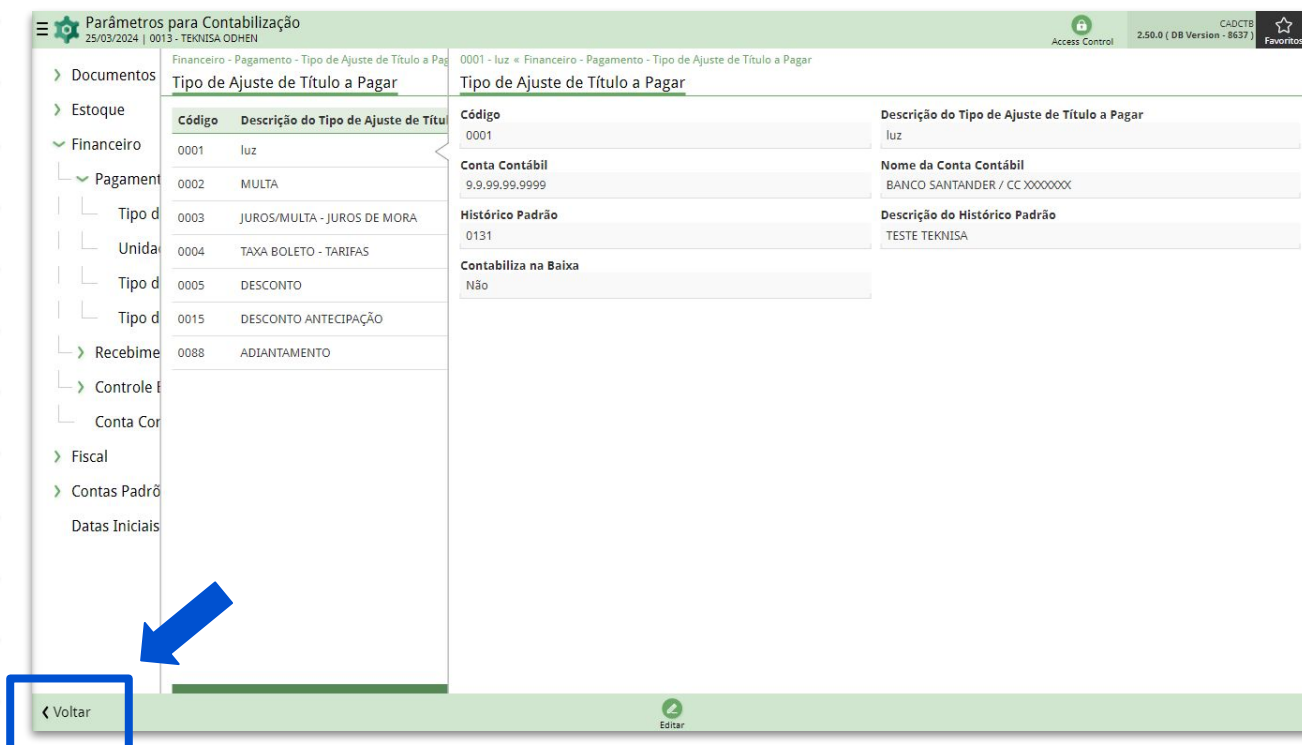 Parâmetros para Contabilização
25/03/2024 | 0013 - TEKNISA ODHEN
Access Control
CADCTB
2.50.0 ( DB Version - 8637 )
Favoritos
Documentos
Estoque
Financeiro
Pagament
Tipo d
Unida
Tipo d
Tipo d
Recebime
Controle
Conta Cor
Fiscal
Contas Padrõ
Datas Iniciais
Financeiro - Pagamento - Tipo de Ajuste de Título a Pag
Tipo de Ajuste de Título a Pagar
Código Descrição do Tipo de Ajuste de Títul
0001 luz
0002 MULTA
0003 JUROS/MULTA - JUROS DE MORA
0004 TAXA BOLETO - TARIFAS
0005 DESCONTO
0015 DESCONTO ANTECIPAÇÃO
0088 ADIANTAMENTO
0001 - luz « Financeiro - Pagamento - Tipo de Ajuste de Título a Pagar
Tipo de Ajuste de Título a Pagar
Código
0001
Descrição do Tipo de Ajuste de Título a Pagar
luz
Conta Contábil
9.9.99.99.9999
Nome da Conta Contábil
BANCO SANTANDER / CC XXXXXXX
Histórico Padrão
0131
Descrição do Histórico Padrão
TESTE TEKNISA
Contabiliza na Baixa
Não
Voltar
Editar